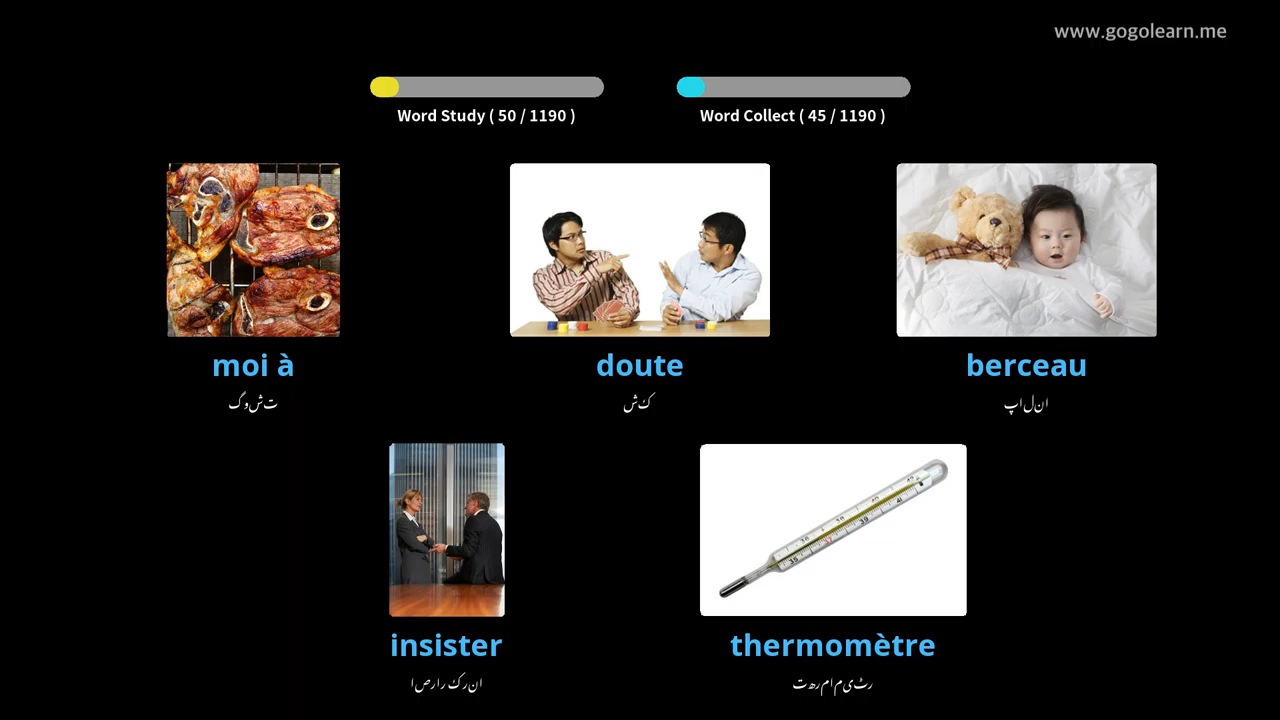 www.gogolearn.me
Word Study ( 50 / 1190 )
Word Collect ( 45 / 1190 )
moi à
گوشت
doute
شک
berceau
پالنا
insister
اصرار کرنا
thermomètre
تھرمامیٹر